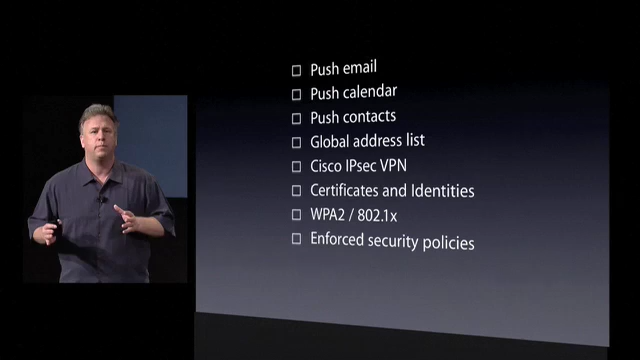 Push email
Push calendar
Push contacts
Global address list
Cisco IPsec VPN
Certificates and Identities
WPA2 / 802.1x
Enforced security policies